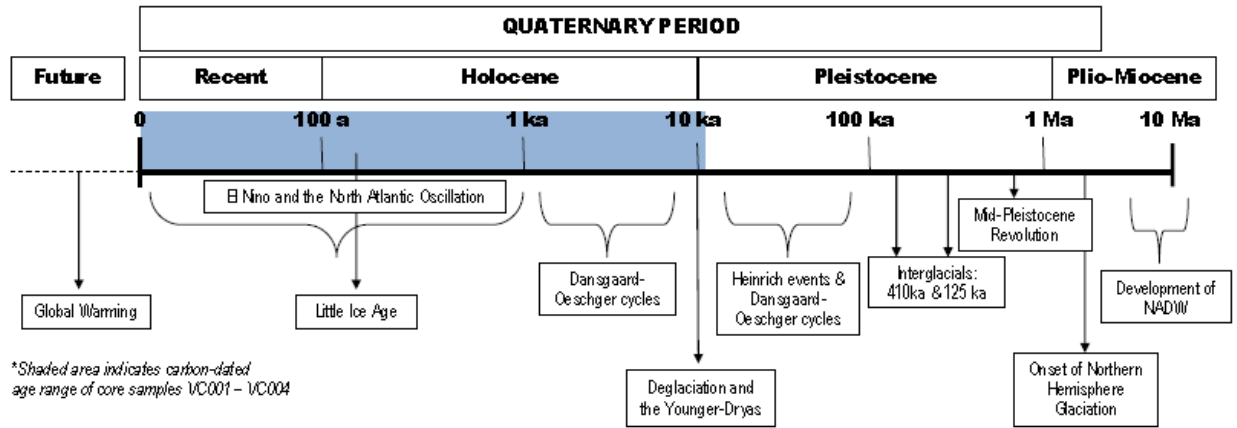 QUATERNARY PERIOD
Future
Recent
Holocene
Pleistocene
Plio-Miocene
0
100 a
1 ka
10 ka
100 ka
1 Ma
10 Ma
El Nino and the North Atlantic Oscillation
Mid-Pleistocene
Revolution
Global Warming
Little Ice Age
Dansgaard-
Oeschger cycles
Heinrich events &
Dansgaard-
Oeschger cycles
Interglacials:
410ka & 125 ka
Development of
NADW
*Shaded area indicates carbon-dated
age range of core samples VC001 – VC004
Deglaciation and
the Younger-Dryas
Onset of Northern
Hemisphere
Glaciation